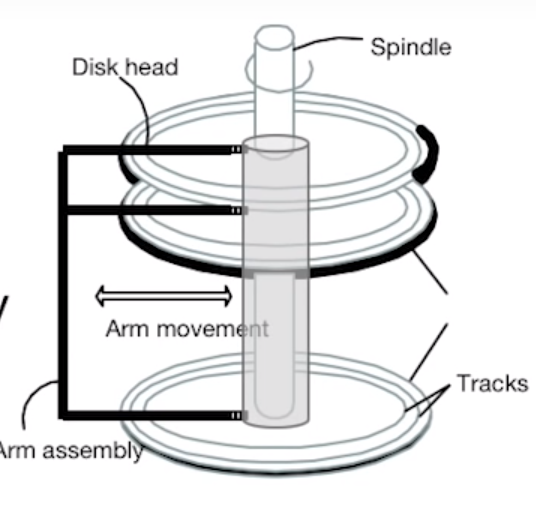 Spindle
Disk head
Arm movement
Tracks
Arm assembly